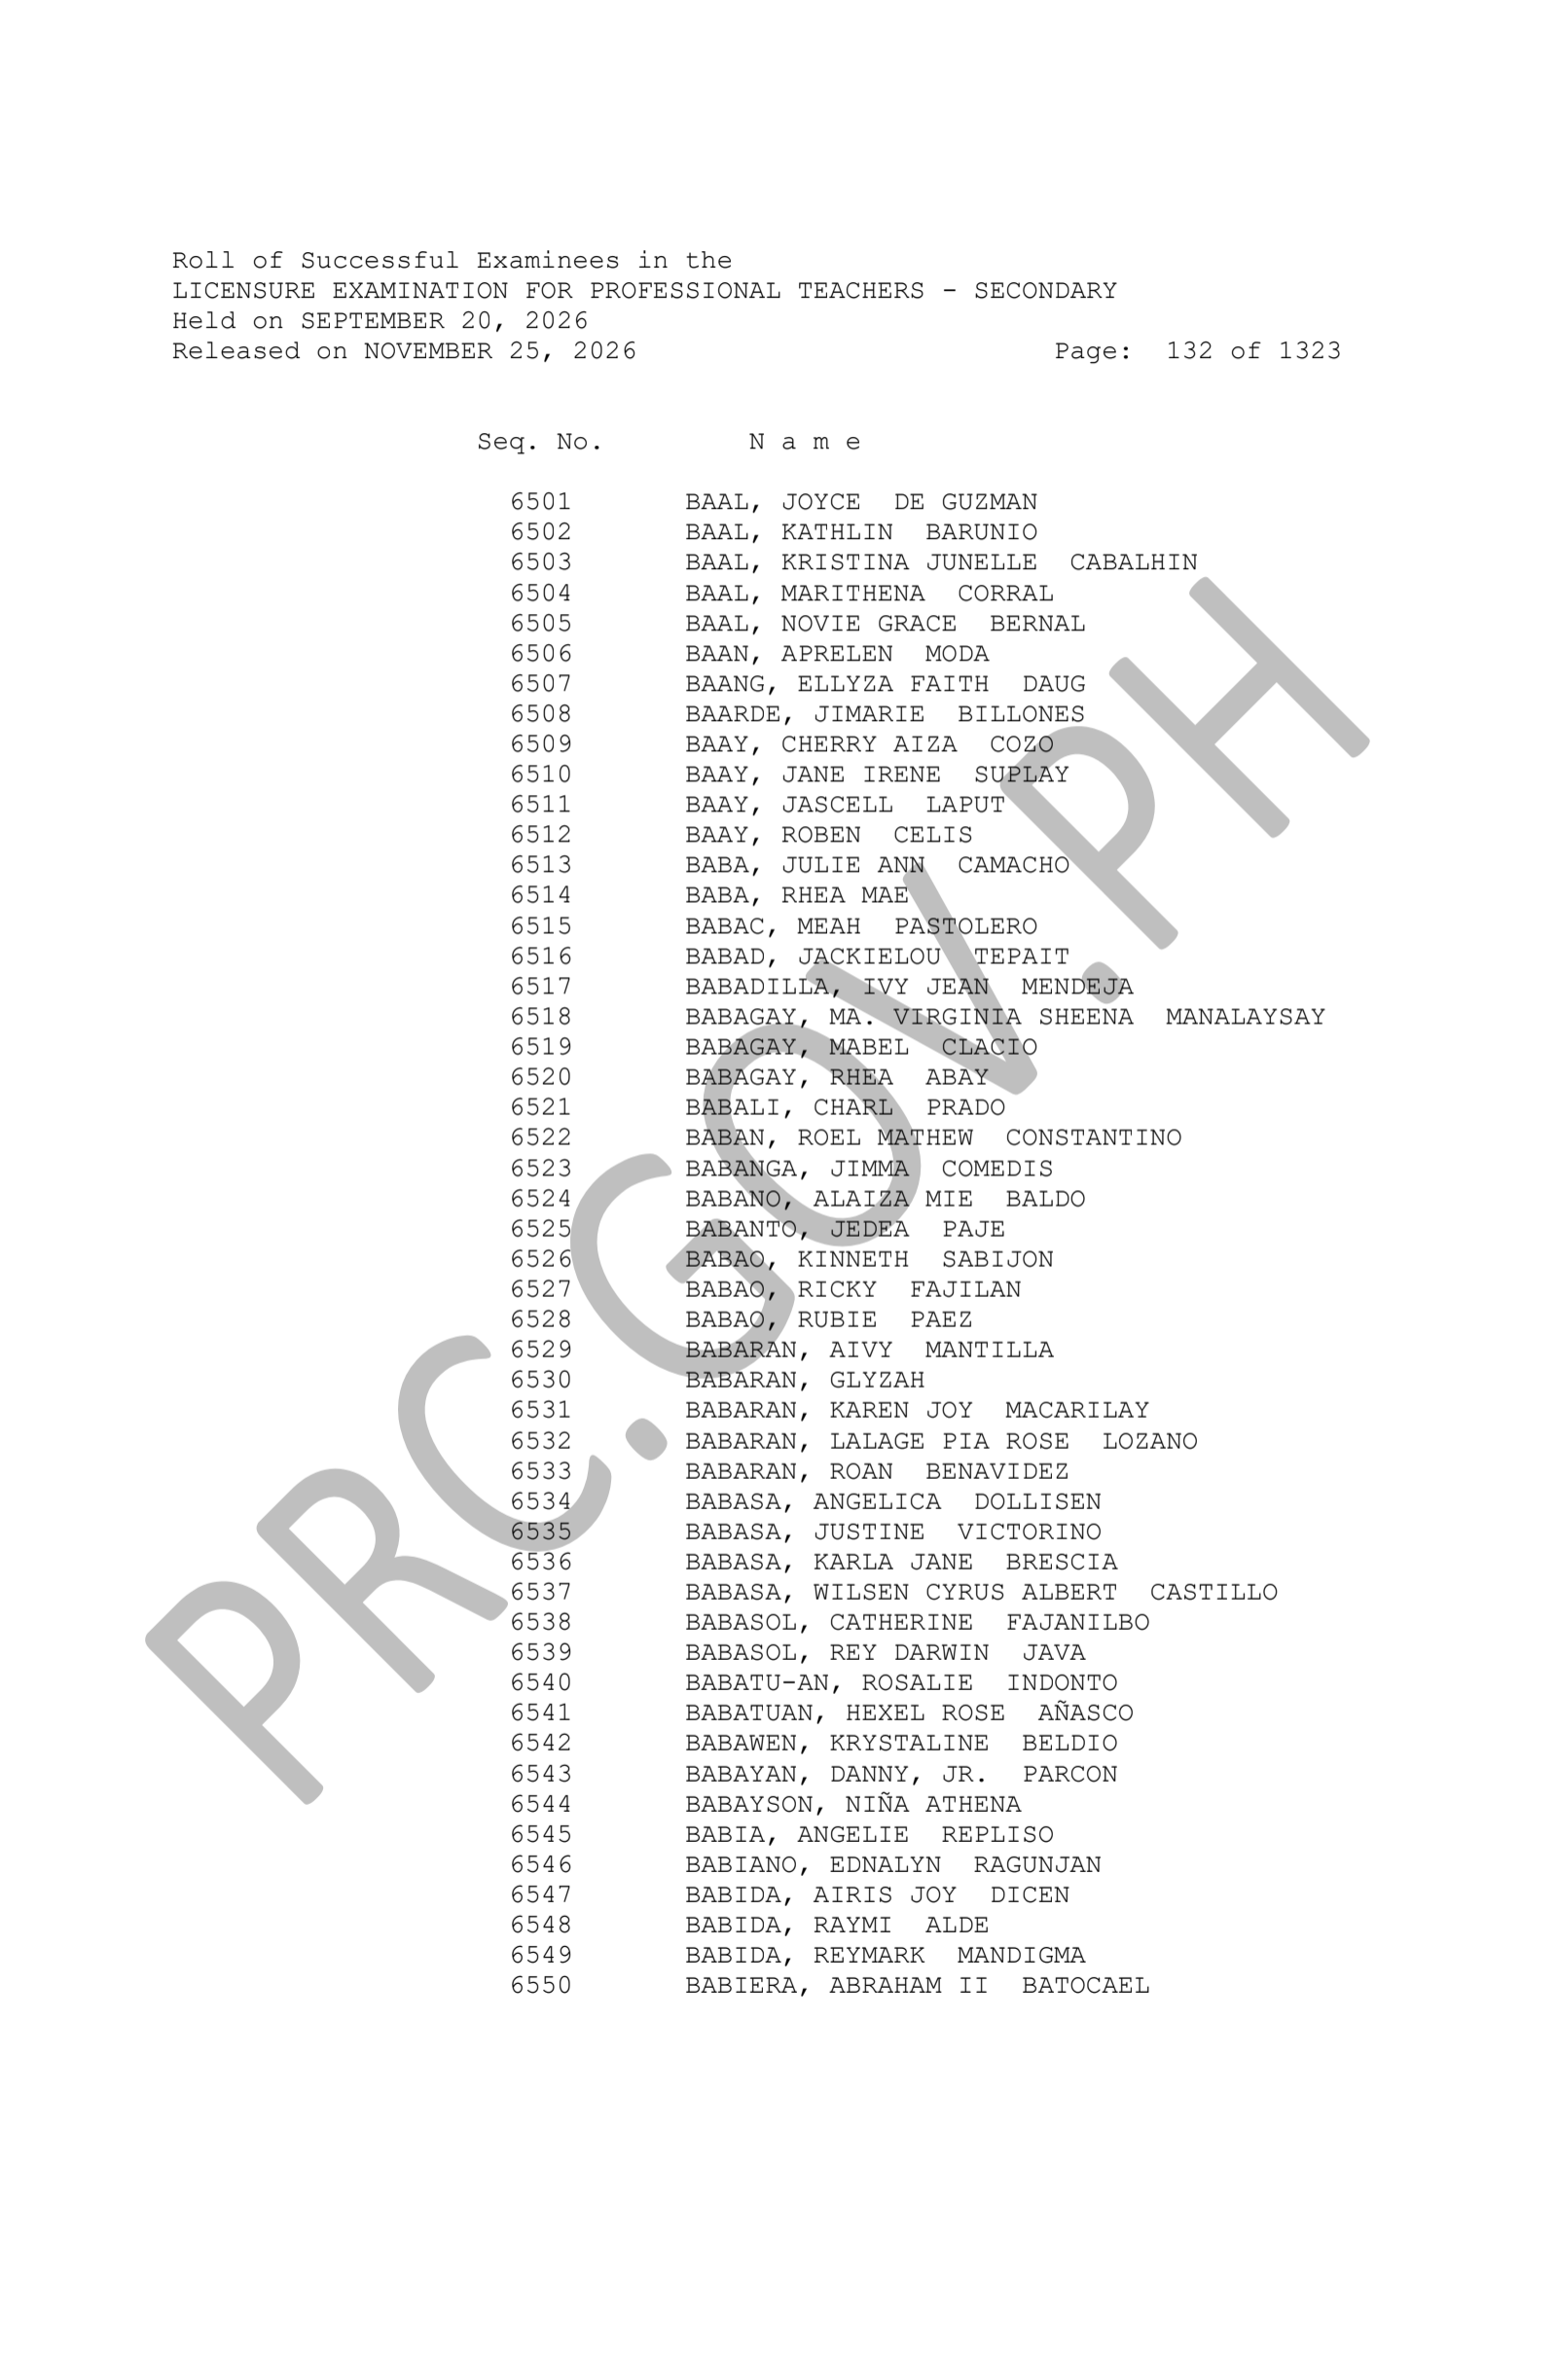 Roll of Successful Examinees in the
LICENSURE EXAMINATION FOR PROFESSIONAL TEACHERS - SECONDARY
Held on SEPTEMBER 20, 2026
Released on NOVEMBER 25, 2026 Page: 132 of 1323
Seq. No. N a m e
6501 BAAL, JOYCE DE GUZMAN
6502 BAAL, KATHLIN BARUNIO
6503 BAAL, KRISTINA JUNELLE CABALHIN
6504 BAAL, MARITHENA CORRAL
6505 BAAL, NOVIE GRACE BERNAL
6506 BAAN, APRELEN MODA
6507 BAANG, ELLYZA FAITH DAUG
6508 BAARDE, JIMARIE BILLONES
6509 BAAY, CHERRY AIZA COZO
6510 BAAY, JANE IRENE SUPLAY
6511 BAAY, JASCELL LAPUT
6512 BAAY, ROBEN CELIS
6513 BABA, JULIE ANN CAMACHO
6514 BABA, RHEA MAE
6515 BABAC, MEAH PASTOLERO
6516 BABAD, JACKIELOU TEPAIT
6517 BABADILLA, IVY JEAN MENDEJA
6518 BABAGAY, MA. VIRGINIA SHEENA MANALAYSAY
6519 BABAGAY, MABEL CLACIO
6520 BABAGAY, RHEA ABAY
6521 BABALI, CHARL PRADO
6522 BABAN, ROEL MATHEW CONSTANTINO
6523 BABANGA, JIMMA COMEDIS
6524 BABANO, ALAIZA MIE BALDO
6525 BABANTO, JEDEA PAJE
6526 BABAO, KINNETH SABIJON
6527 BABAO, RICKY FAJILAN
6528 BABAO, RUBIE PAEZ
6529 BABARAN, AIVY MANTILLA
6530 BABARAN, GLYZAH
6531 BABARAN, KAREN JOY MACARILAY
6532 BABARAN, LALAGE PIA ROSE LOZANO
6533 BABARAN, ROAN BENAVIDEZ
6534 BABASA, ANGELICA DOLLISEN
6535 BABASA, JUSTINE VICTORINO
6536 BABASA, KARLA JANE BRESCIA
6537 BABASA, WILSEN CYRUS ALBERT CASTILLO
6538 BABASOL, CATHERINE FAJANILBO
6539 BABASOL, REY DARWIN JAVA
6540 BABATU-AN, ROSALIE INDONTO
6541 BABATUAN, HEXEL ROSE AÑASCO
6542 BABAWEN, KRYSTALINE BELDIO
6543 BABAYAN, DANNY, JR. PARCON
6544 BABAYSON, NIÑA ATHENA
6545 BABIA, ANGELIE REPLISO
6546 BABIANO, EDNALYN RAGUNJAN
6547 BABIDA, AIRIS JOY DICEN
6548 BABIDA, RAYMI ALDE
6549 BABIDA, REYMARK MANDIGMA
6550 BABIERA, ABRAHAM II BATOCAEL
PRC.GOV.PH